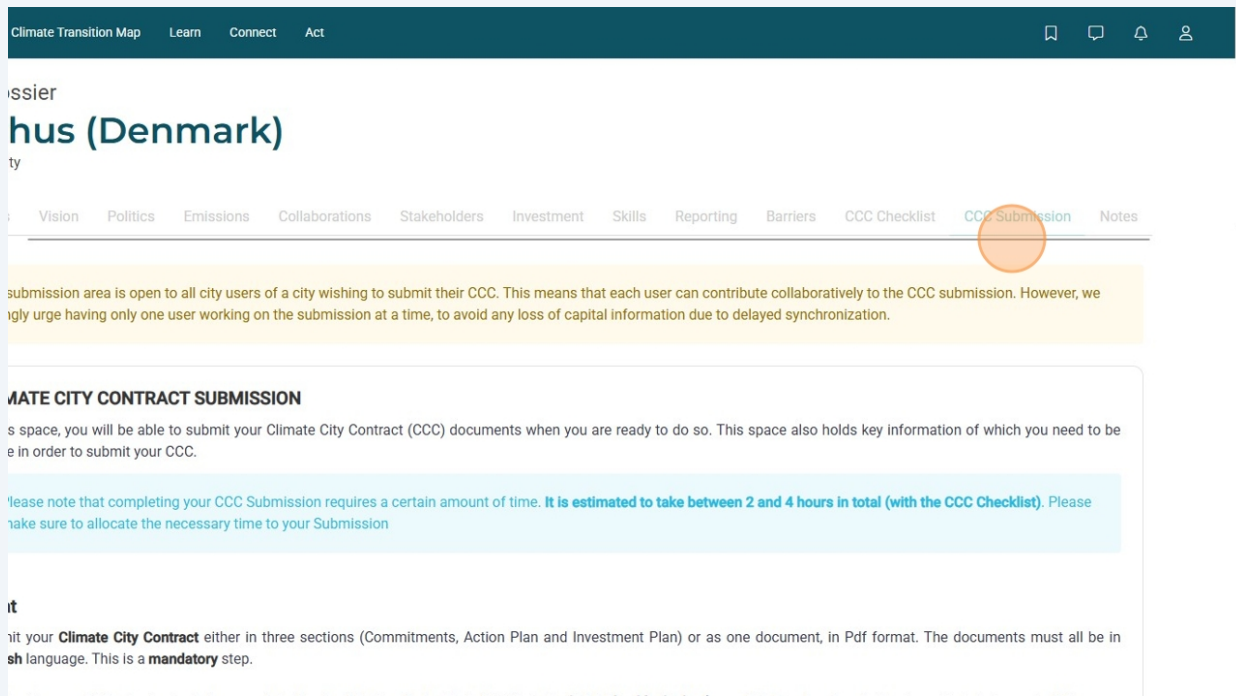 Climate Transition Map Learn Connect Act
ossier
hus (Denmark)
ty
s Vision Politics Emissions Collaborations Stakeholders Investment Skills Reporting Barriers CCC Checklist CCC Submission Notes
submission area is open to all city users of a city wishing to submit their CCC. This means that each user can contribute collaboratively to the CCC submission. However, we
ngly urge having only one user working on the submission at a time, to avoid any loss of capital information due to delayed synchronization.
MATE CITY CONTRACT SUBMISSION
s space, you will be able to submit your Climate City Contract (CCC) documents when you are ready to do so. This space also holds key information of which you need to be
e in order to submit your CCC.
Please note that completing your CCC Submission requires a certain amount of time. It is estimated to take between 2 and 4 hours in total (with the CCC Checklist). Please
make sure to allocate the necessary time to your Submission
nt
nit your Climate City Contract either in three sections (Commitments, Action Plan and Investment Plan) or as one document, in Pdf format. The documents must all be in
sh language. This is a mandatory step.